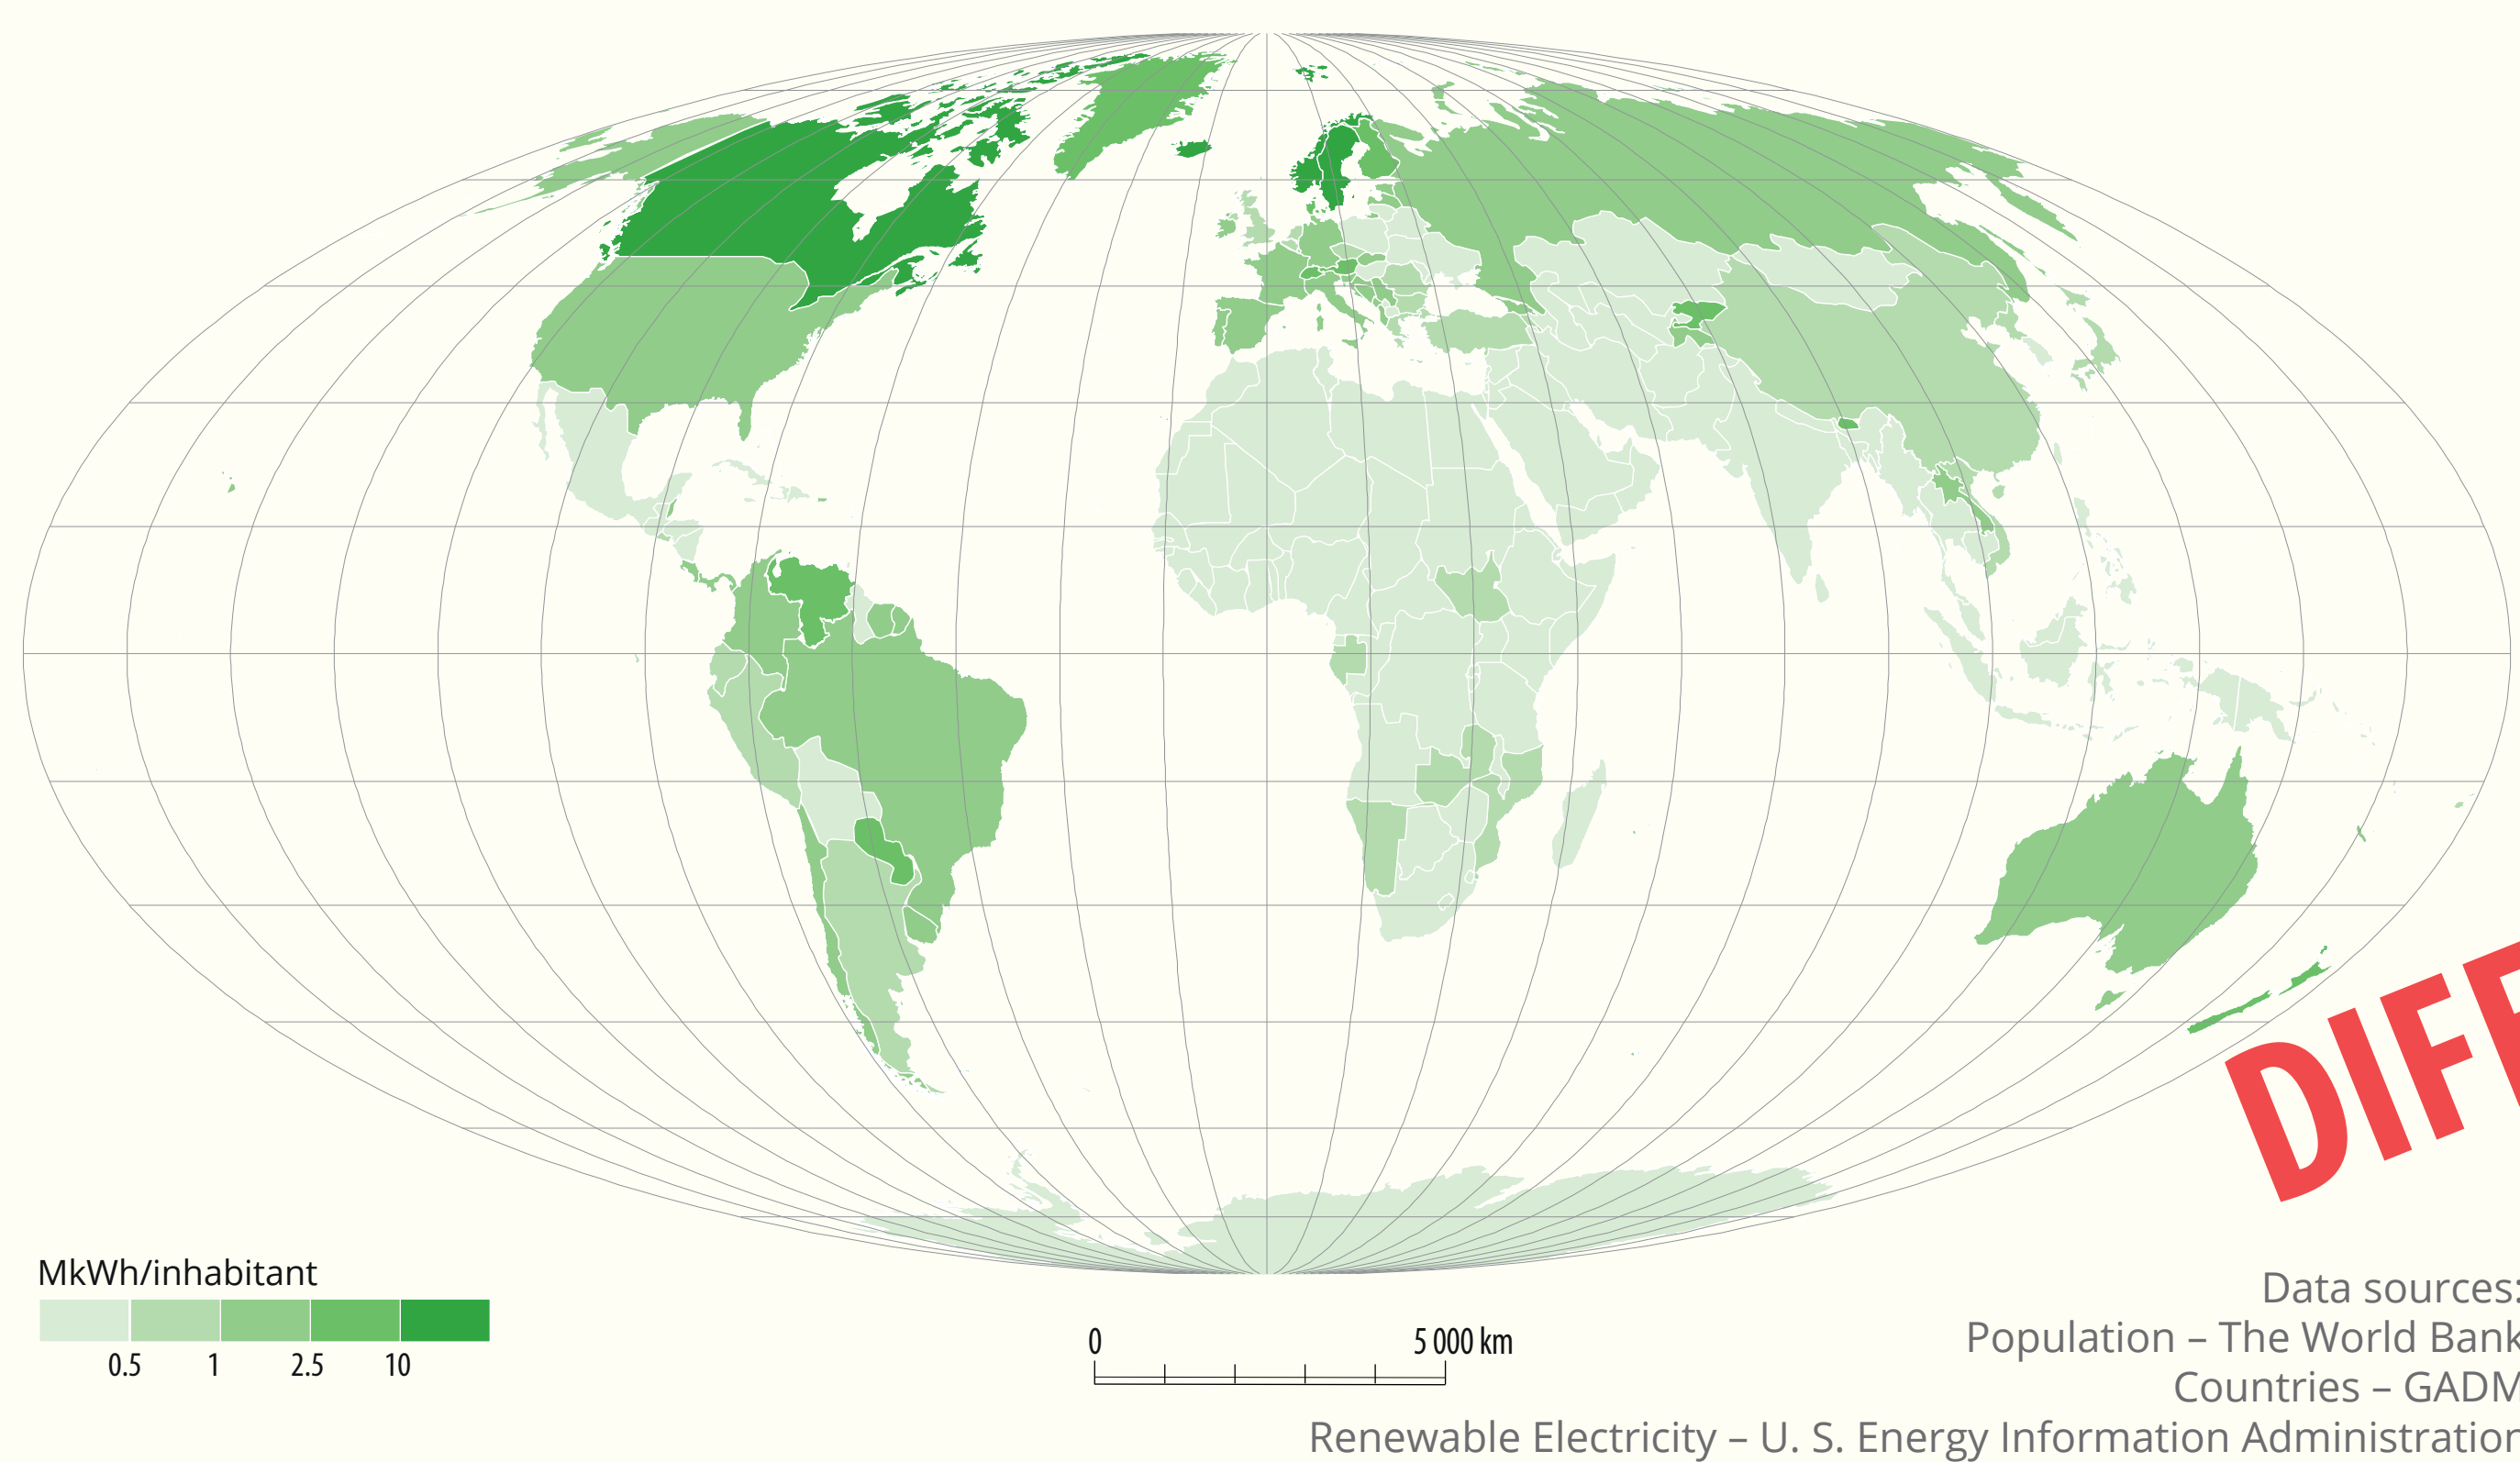 DIFF
MkWh/inhabitant
0.5 1 2.5 10
0 5 000 km
Data sources:
Population – The World Bank
Countries – GADM
Renewable Electricity – U. S. Energy Information Administration